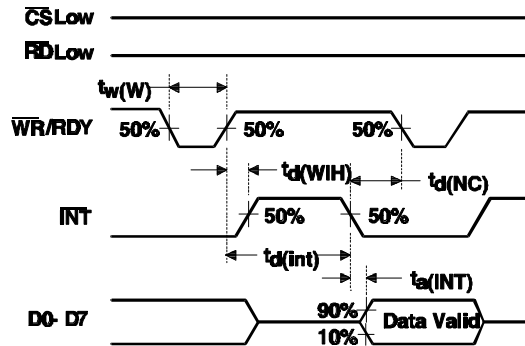 CS Low
RD Low
tw(W)
WR/RDY 50% 50% 50%
td(WIH)
td(NC)
INT 50% 50%
td(int)
ta(INT)
D0- D7 90% Data Valid
10%